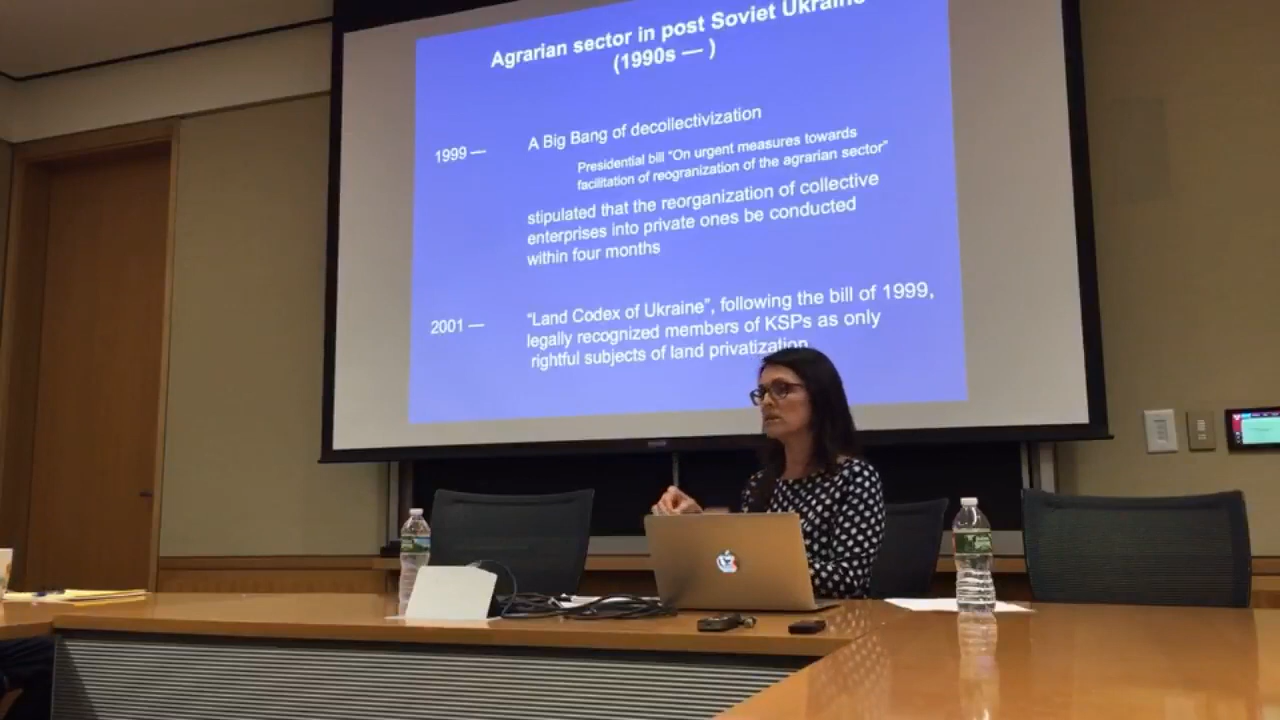 Agrarian sector in post Soviet Ukraine
(1990s — )
1999 —
A Big Bang of decollectivization
Presidential bill "On urgent measures towards
facilitation of reogranization of the agrarian sector"
stipulated that the reorganization of collective
enterprises into private ones be conducted
within four months
2001 —
"Land Codex of Ukraine", following the bill of 1999,
legally recognized members of KSPs as only
rightful subjects of land privatization